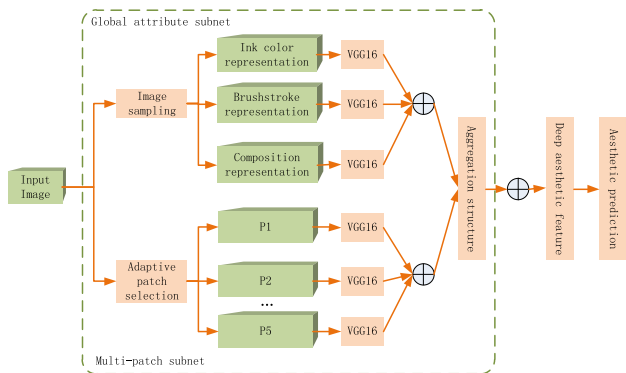 Global attribute subnet
Input
Image
Image
sampling
Ink color
representation
VGG16
Brushstroke
representation
VGG16
Composition
representation
VGG16
Adaptive
patch
selection
P1
VGG16
P2
VGG16
...
P5
VGG16
Multi-patch subnet
Aggregation structure
Deep aesthetic feature
Aesthetic prediction